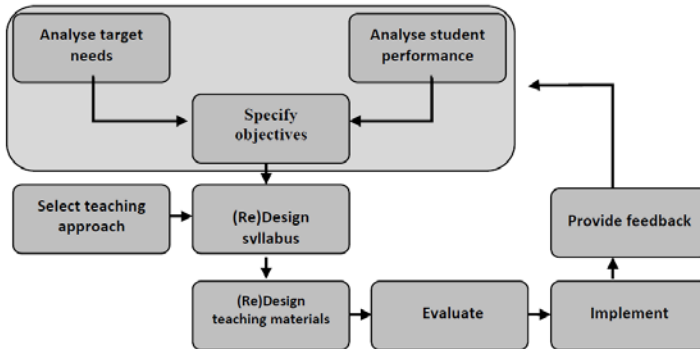 Analyse target
needs
Analyse student
performance
Specify
objectives
Select teaching
approach
(Re)Design
syllabus
Provide feedback
(Re)Design
teaching materials
Evaluate
Implement